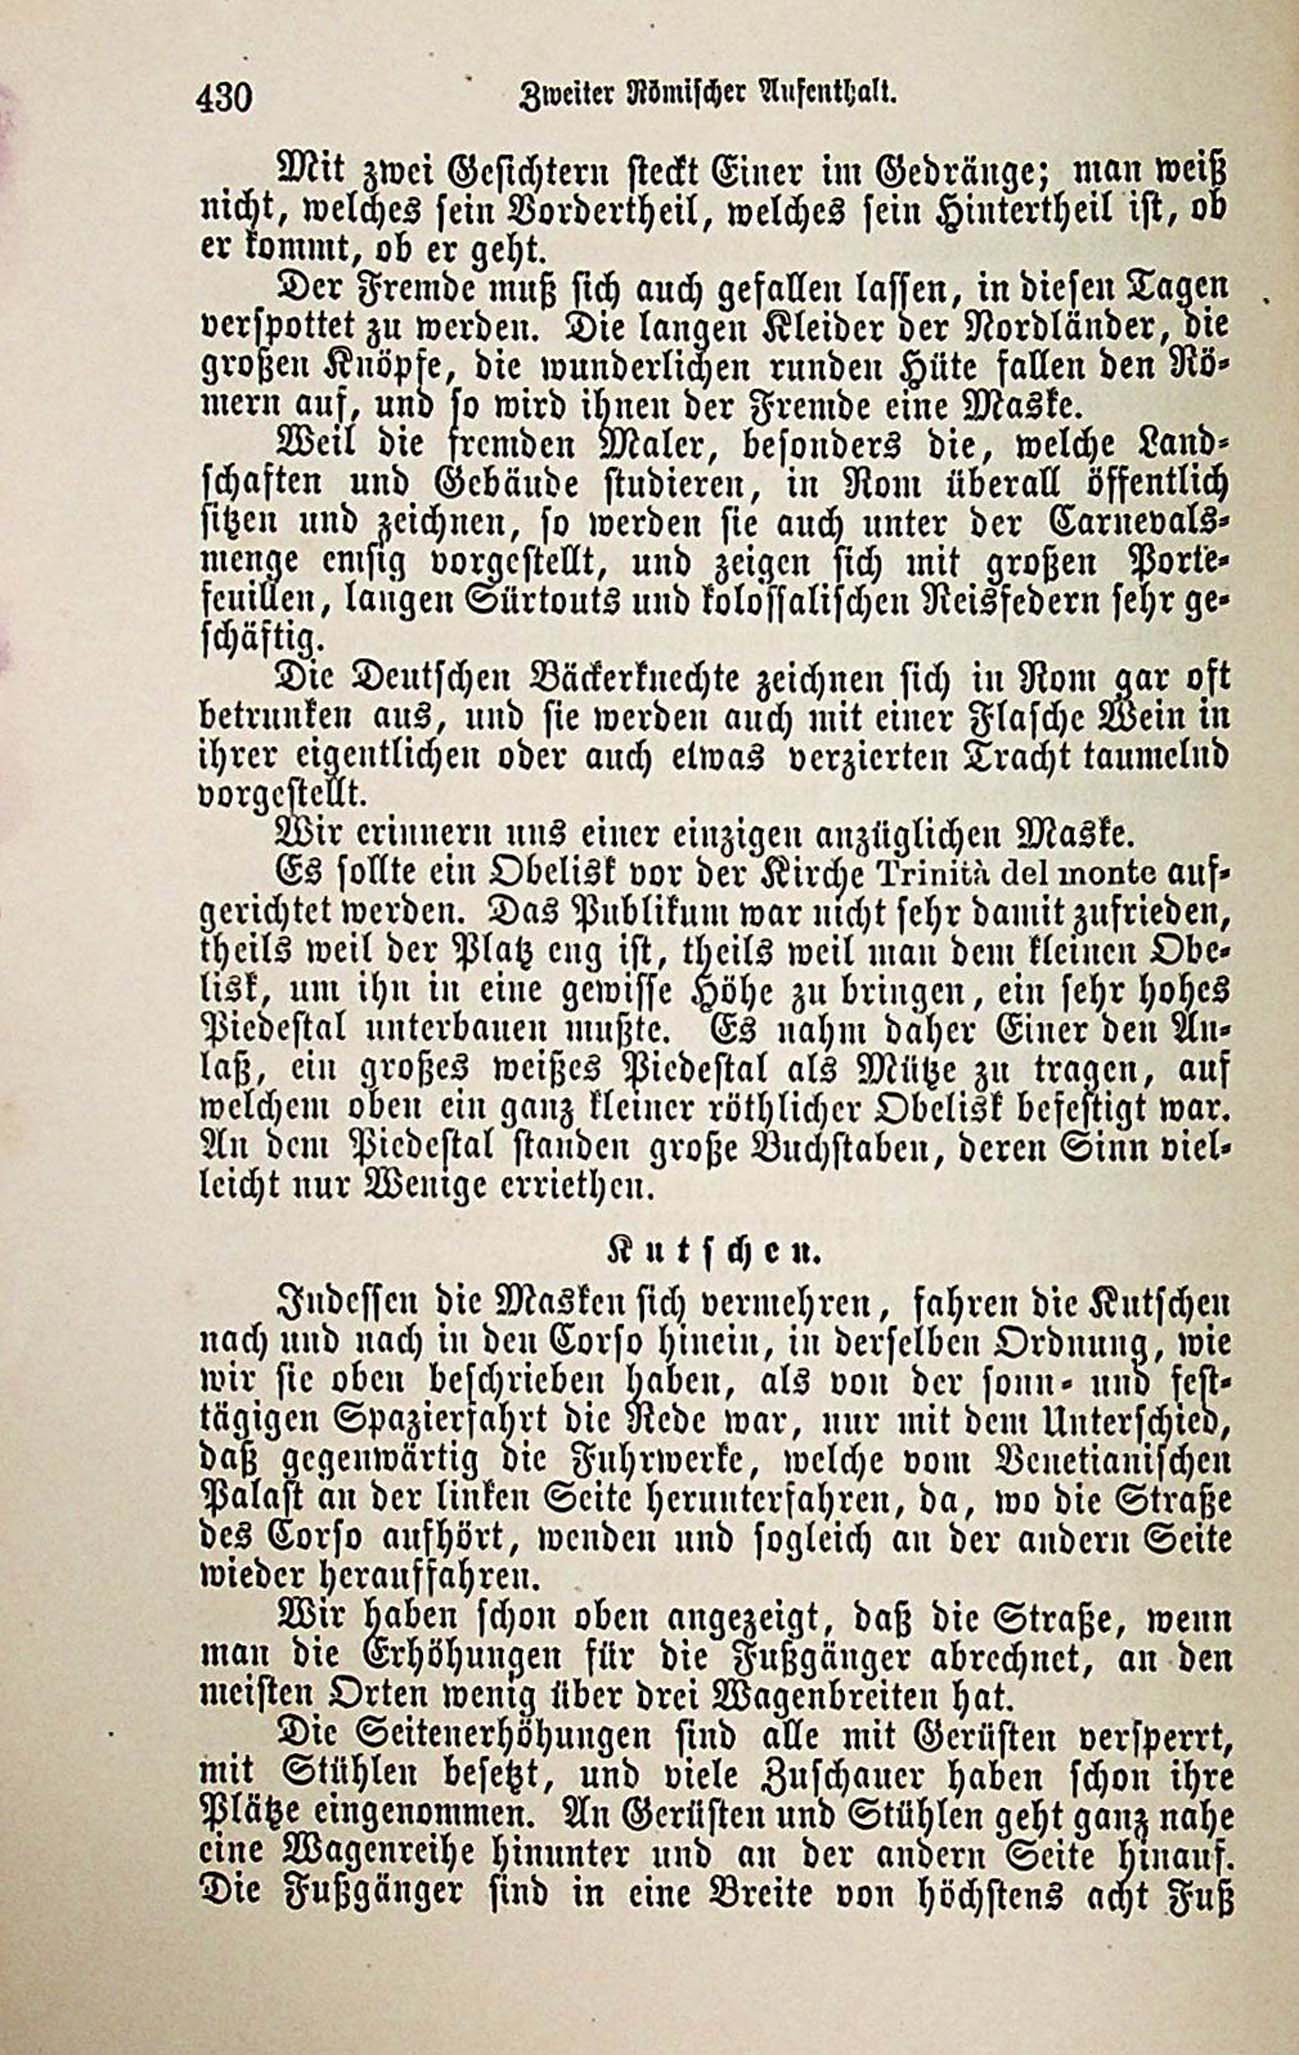 430 Zweiter Römischer Aufenthalt.
Mit zwei Gesichtern steckt Einer im Gedränge; man weiß
nicht, welches sein Vordertheil, welches sein Hintertheil ist, ob
er kommt, ob er geht.
Der Fremde muß sich auch gefallen lassen, in diesen Tagen
verspottet zu werden. Die langen Kleider der Nordländer, die
großen Knöpfe, die wunderlichen runden Hüte fallen den Rö-
mern auf, und so wird ihnen der Fremde eine Maske.
Weil die fremden Maler, besonders die, welche Land-
schaften und Gebäude studieren, in Rom überall öffentlich
sitzen und zeichnen, so werden sie auch unter der Carnevals-
menge emsig vorgestellt, und zeigen sich mit großen Porte-
feuillen, langen Sürtouts und kolossalischen Reisfedern sehr ge-
schäftig.
Die Deutschen Bäckerknechte zeichnen sich in Rom gar oft
betrunken aus, und sie werden auch mit einer Flasche Wein in
ihrer eigentlichen oder auch etwas verzierten Tracht taumelnd
vorgestellt.
Wir erinnern uns einer einzigen anzüglichen Maske.
Es sollte ein Obelisk vor der Kirche Trinità del monte auf-
gerichtet werden. Das Publikum war nicht sehr damit zufrieden,
theils weil der Platz eng ist, theils weil man dem kleinen Obe-
lisk, um ihn in eine gewisse Höhe zu bringen, ein sehr hohes
Piedestal unterbauen mußte. Es nahm daher Einer den An-
laß, ein großes weißes Piedestal als Mütze zu tragen, auf
welchem oben ein ganz kleiner röthlicher Obelisk befestigt war.
An dem Piedestal standen große Buchstaben, deren Sinn viel-
leicht nur Wenige erriethen.
Kutschen.
Indessen die Masken sich vermehren, fahren die Kutschen
nach und nach in den Corso hinein, in derselben Ordnung, wie
wir sie oben beschrieben haben, als von der sonn- und fest-
tägigen Spazierfahrt die Rede war, nur mit dem Unterschied,
daß gegenwärtig die Fuhrwerke, welche vom Venetianischen
Palast an der linken Seite herunterfahren, da, wo die Straße
des Corso aufhört, wenden und sogleich an der andern Seite
wieder herauffahren.
Wir haben schon oben angezeigt, daß die Straße, wenn
man die Erhöhungen für die Fußgänger abrechnet, an den
meisten Orten wenig über drei Wagenbreiten hat.
Die Seitenerhöhungen sind alle mit Gerüsten versperrt,
mit Stühlen besetzt, und viele Zuschauer haben schon ihre
Plätze eingenommen. An Gerüsten und Stühlen geht ganz nahe
eine Wagenreihe hinunter und an der andern Seite hinauf.
Die Fußgänger sind in eine Breite von höchstens acht Fuß